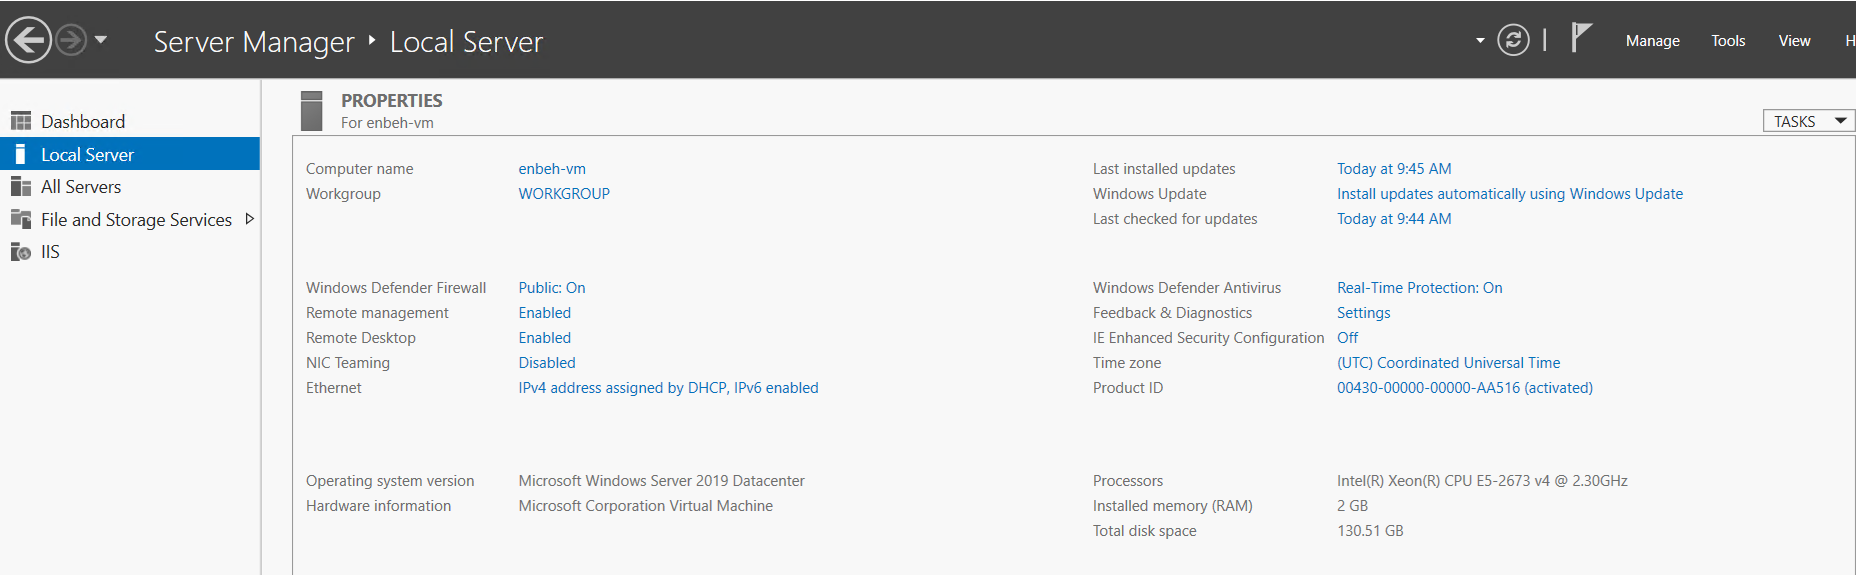 Server Manager ‣ Local Server
Manage Tools View H
Dashboard
Local Server
All Servers
File and Storage Services
IIS
PROPERTIES
For enbeh-vm
TASKS
Computer name enbeh-vm
Workgroup WORKGROUP
Last installed updates Today at 9:45 AM
Windows Update Install updates automatically using Windows Update
Last checked for updates Today at 9:44 AM
Windows Defender Firewall Public: On
Remote management Enabled
Remote Desktop Enabled
NIC Teaming Disabled
Ethernet IPv4 address assigned by DHCP, IPv6 enabled
Windows Defender Antivirus Real-Time Protection: On
Feedback & Diagnostics Settings
IE Enhanced Security Configuration Off
Time zone (UTC) Coordinated Universal Time
Product ID 00430-00000-00000-AA516 (activated)
Operating system version Microsoft Windows Server 2019 Datacenter
Hardware information Microsoft Corporation Virtual Machine
Processors Intel(R) Xeon(R) CPU E5-2673 v4 @ 2.30GHz
Installed memory (RAM) 2 GB
Total disk space 130.51 GB